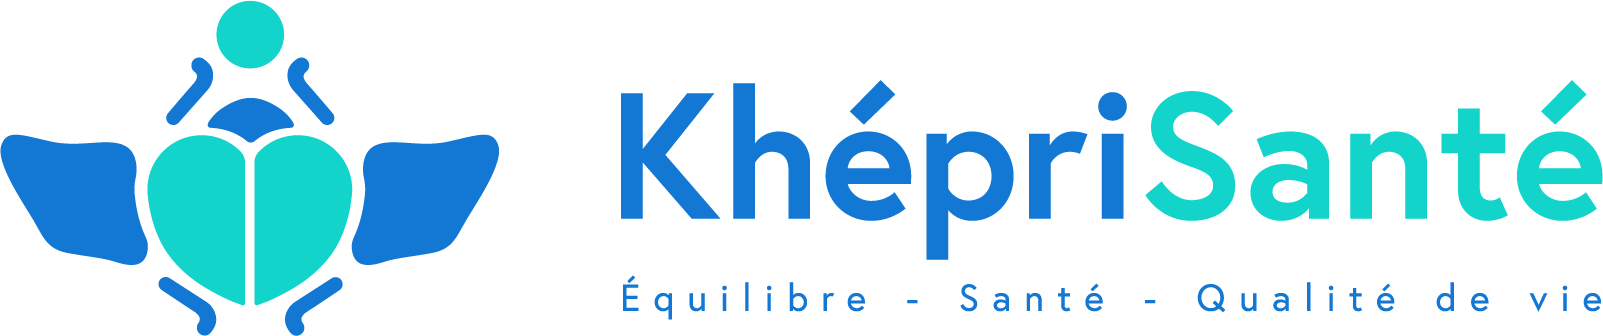 KhépriSanté
Équilibre - Santé - Qualité de vie